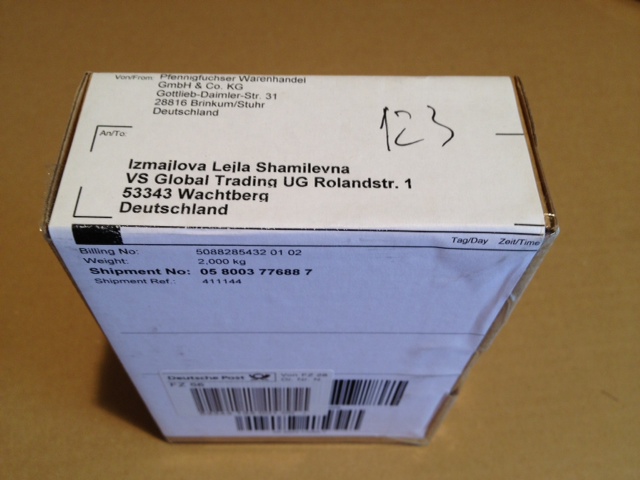 Von/From: Pfennigfuchser Warenhandel
GmbH & Co. KG
Gottlieb-Daimler-Str. 31
28816 Brinkum/Stuhr
Deutschland
123
An/To:
Izmajlova Lejla Shamilevna
VS Global Trading UG Rolandstr. 1
53343 Wachtberg
Deutschland
Tag/Day Zeit/Time
Billing No: 5088285432 01 02
Weight: 2,000 kg
Shipment No: 05 8003 77688 7
Shipment Ref.: 411144
Deutsche Post